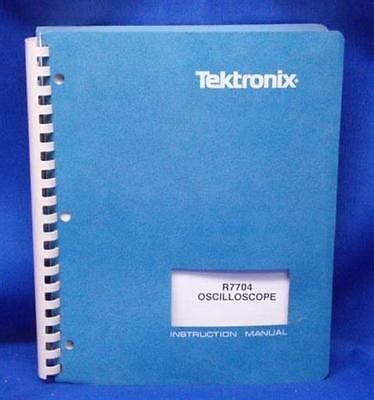 Tektronix
R7704
OSCILLOSCOPE
INSTRUCTION MANUAL